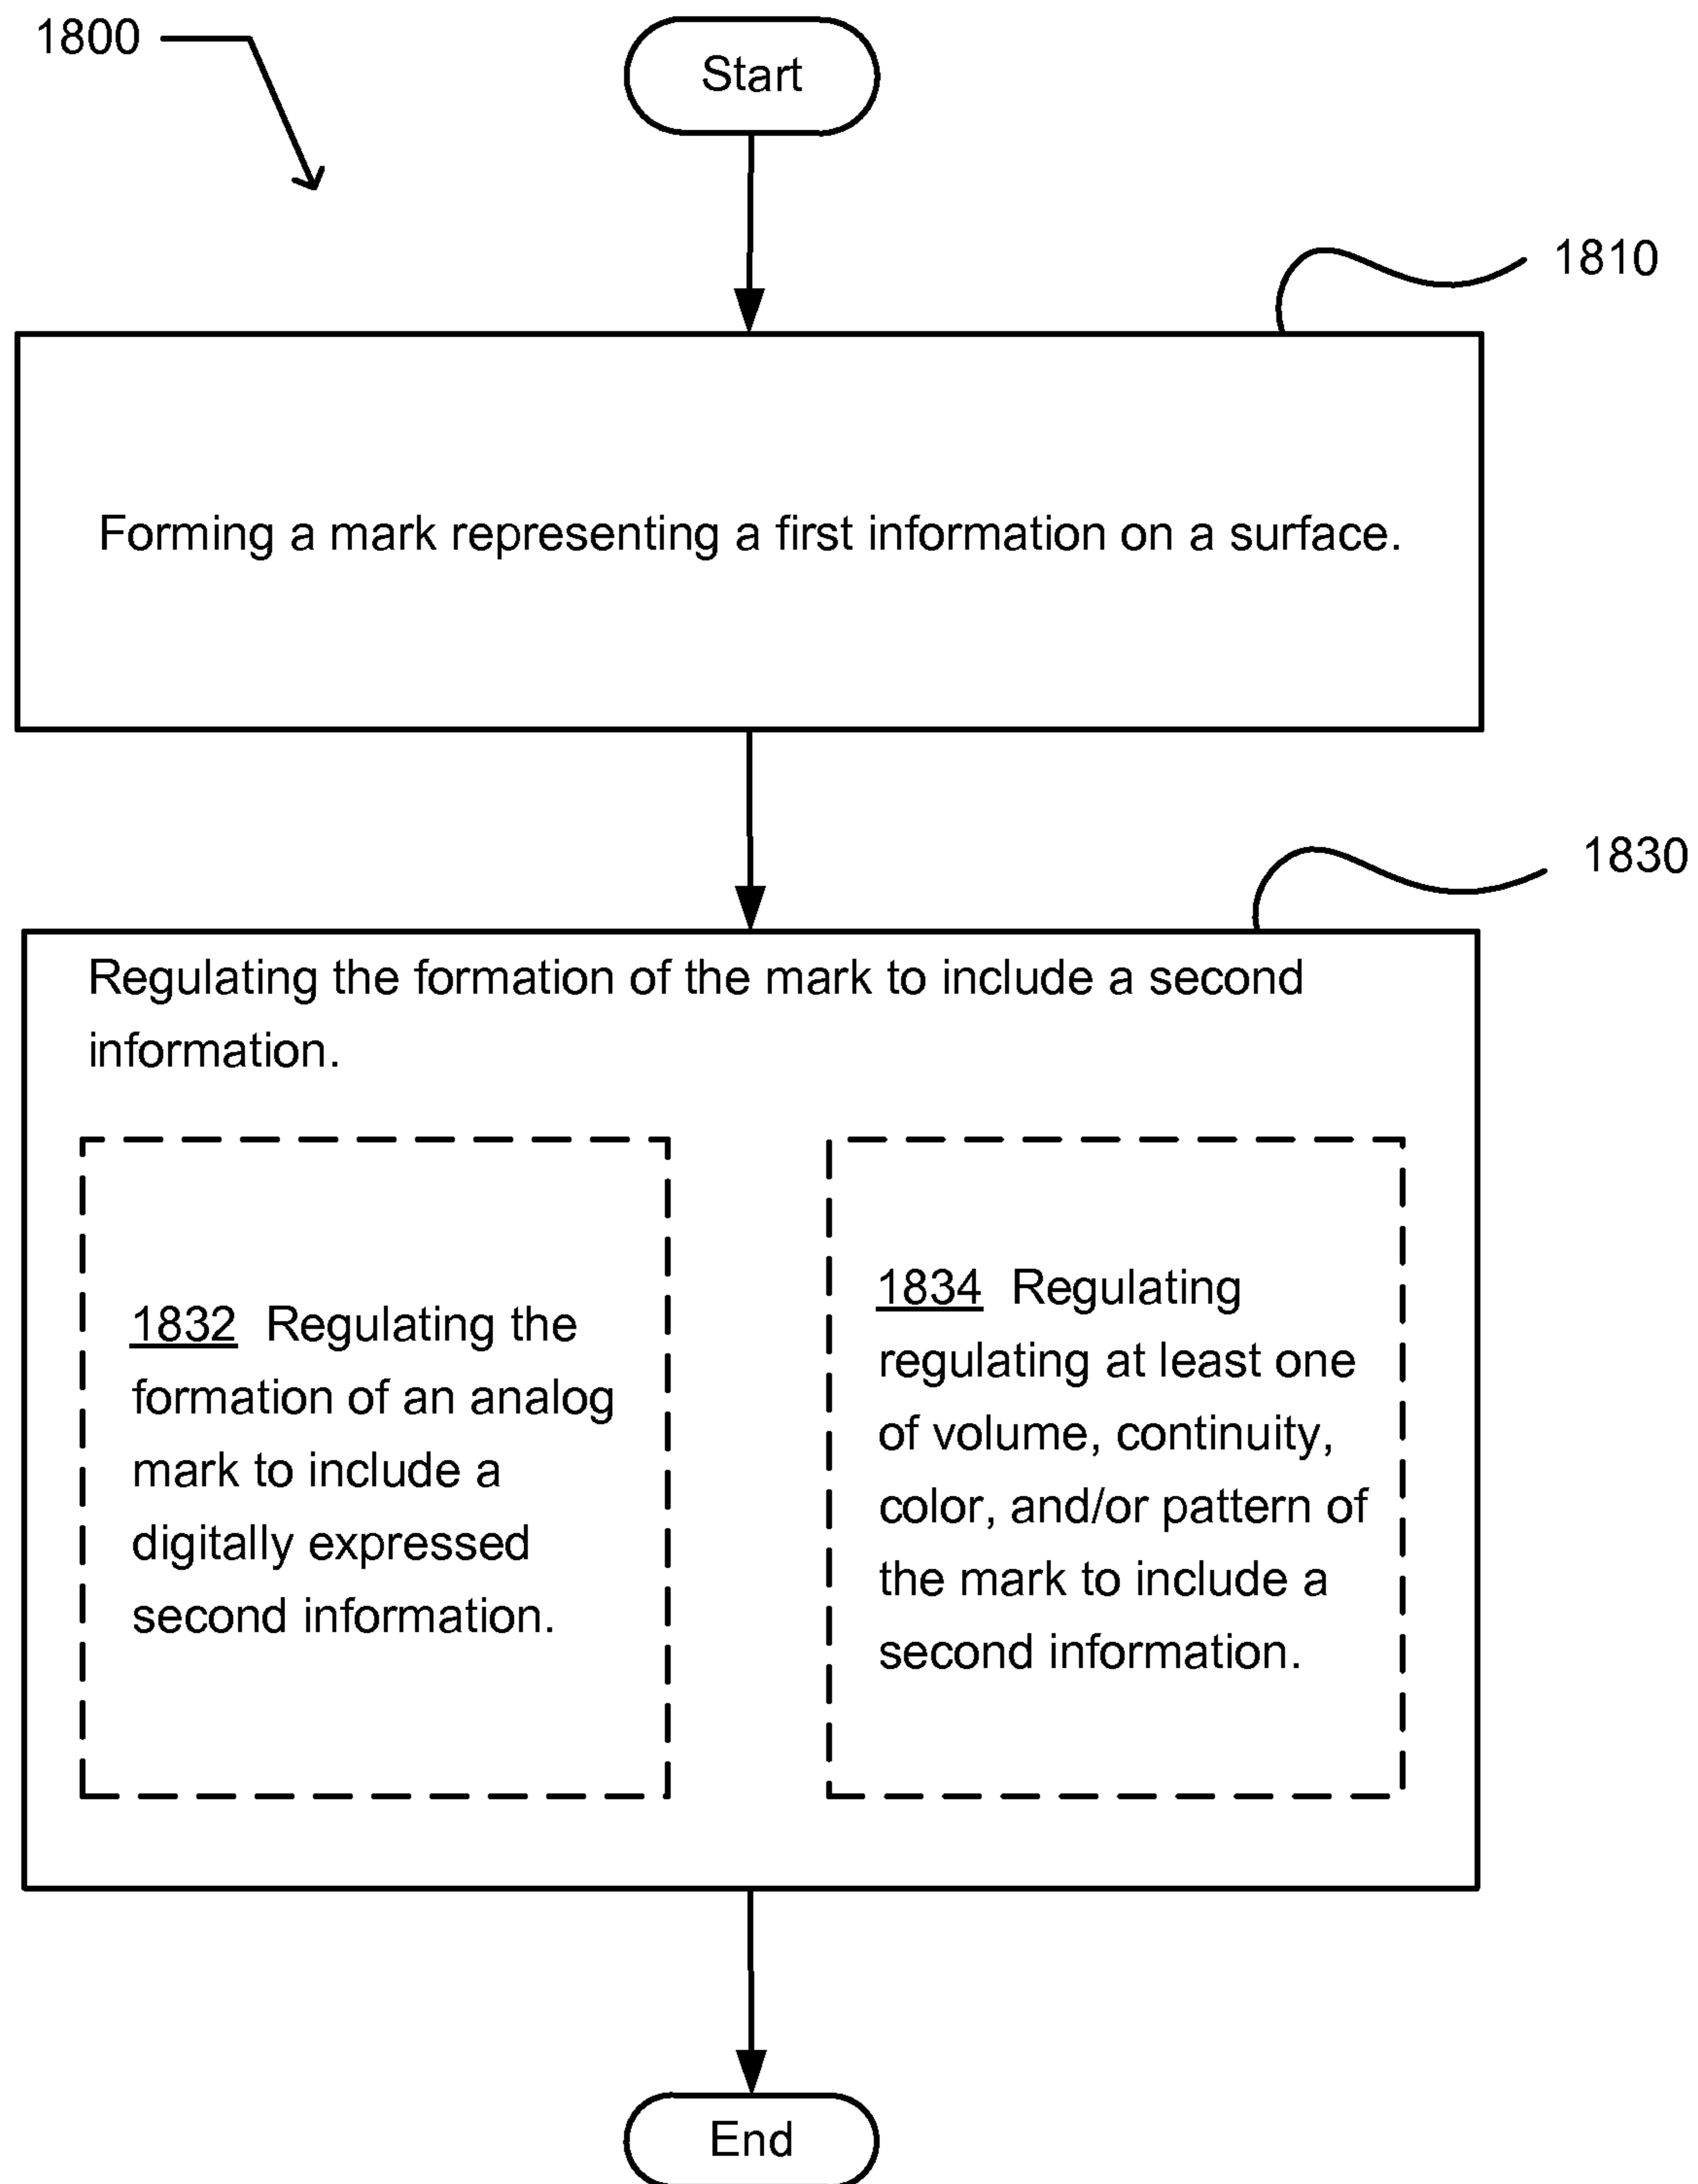 1800
Start
1810
Forming a mark representing a first information on a surface.
1830
Regulating the formation of the mark to include a second
information.
1832 Regulating the
formation of an analog
mark to include a
digitally expressed
second information.
1834 Regulating
regulating at least one
of volume, continuity,
color, and/or pattern of
the mark to include a
second information.
End